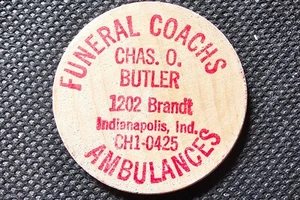 FUNERAL COACHS
CHAS. O.
BUTLER
1202 Brandt
Indianapolis, Ind.
CH1-0425
AMBULANCES